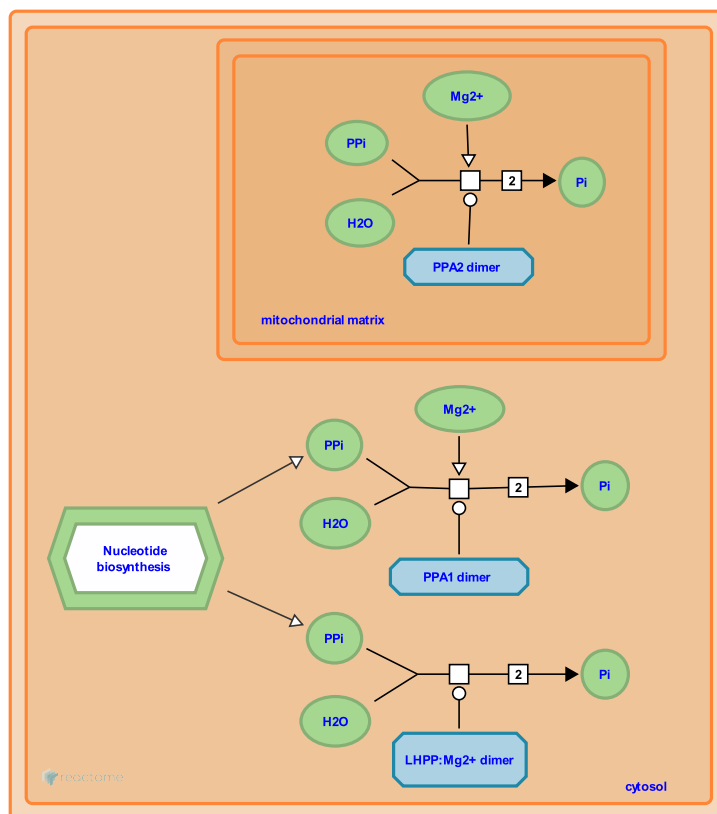 Mg2+
PPi
2
Pi
H2O
PPA2 dimer
mitochondrial matrix
Mg2+
PPi
2
Pi
H2O
Nucleotide
biosynthesis
PPA1 dimer
PPi
2
Pi
H2O
LHPP:Mg2+ dimer
reactome
cytosol